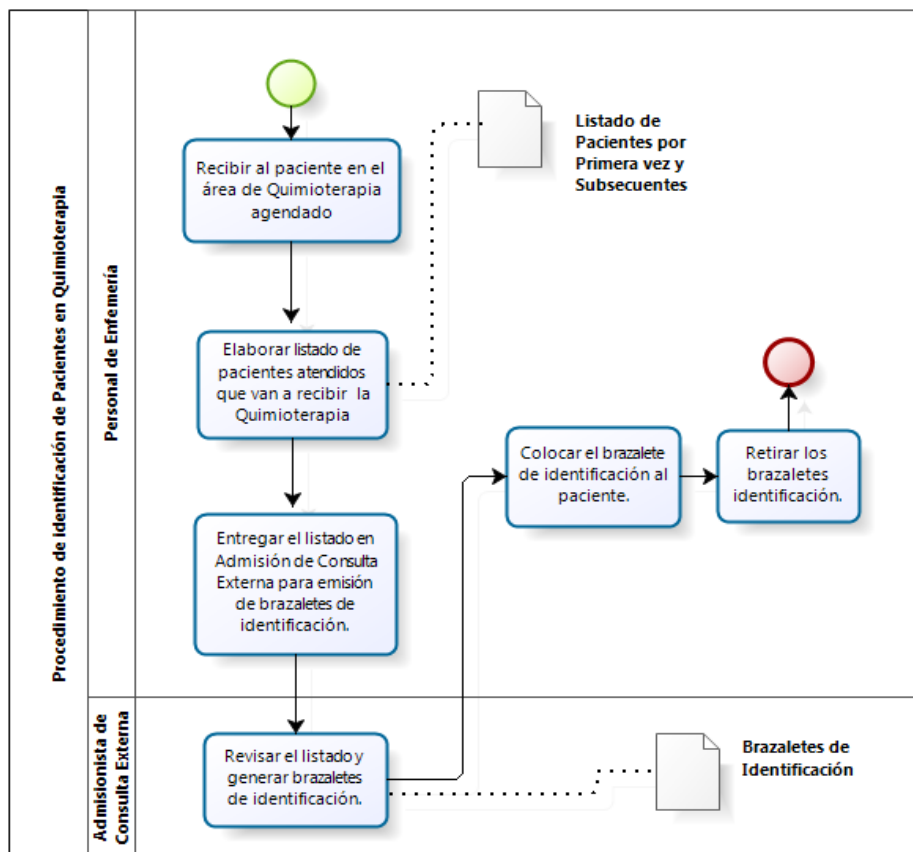 Procedimiento de identificación de Pacientes en Quimioterapia
Personal de Enfemería
Recibir al paciente en el
área de Quimioterapia
agendado
Listado de
Pacientes por
Primera vez y
Subsecuentes
Elaborar listado de
pacientes atendidos
que van a recibir la
Quimioterapia
Entregar el listado en
Admisión de Consulta
Externa para emisión
de brazaletes de
identificación.
Colocar el brazalete
de identificación al
paciente.
Retirar los
brazaletes
identificación.
Admisionista de
Consulta Externa
Revisar el listado y
generar brazaletes
de identificación.
Brazaletes de
Identificación